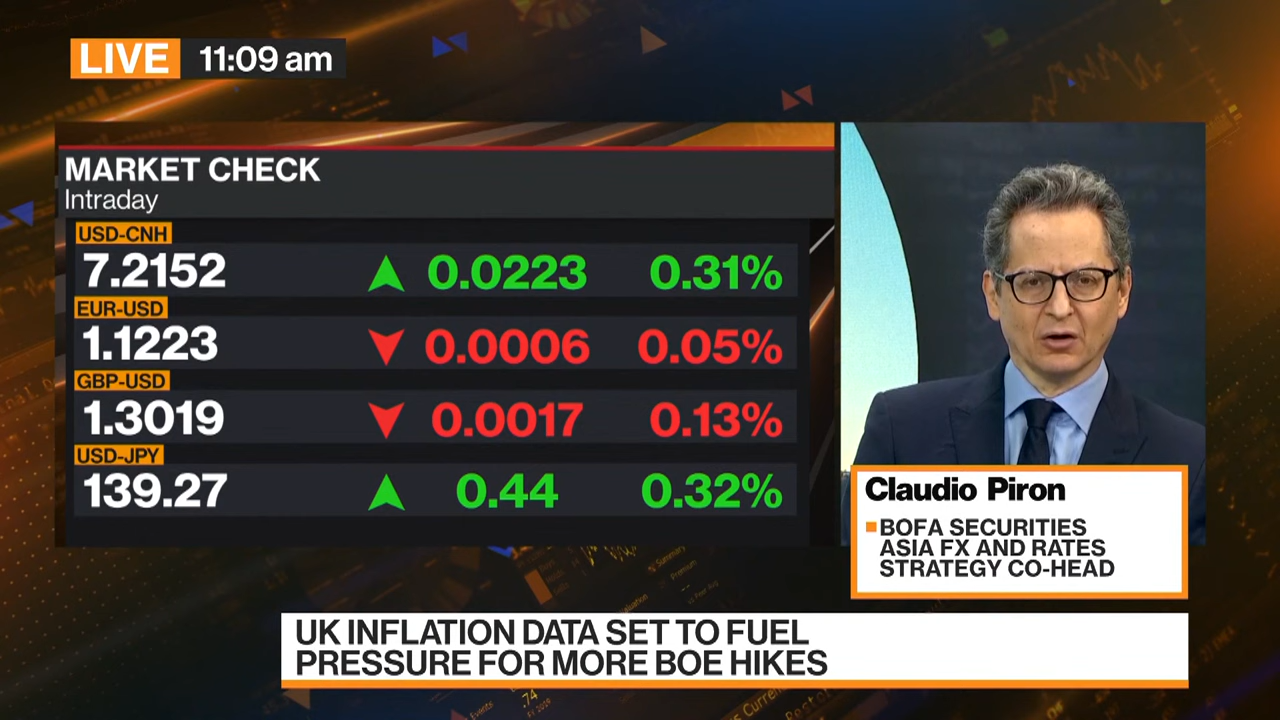 LIVE 11:09 am
MARKET CHECK
Intraday
USD-CNH
7.2152 ▲ 0.0223 0.31%
EUR-USD
1.1223 ▼ 0.0006 0.05%
GBP-USD
1.3019 ▼ 0.0017 0.13%
USD-JPY
139.27 ▲ 0.44 0.32%
Claudio Piron
BOFA SECURITIES
ASIA FX AND RATES
STRATEGY CO-HEAD
UK INFLATION DATA SET TO FUEL
PRESSURE FOR MORE BOE HIKES